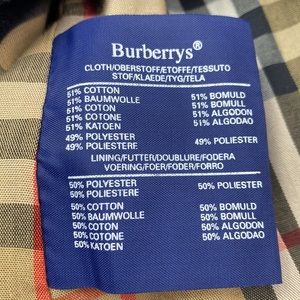 Burberrys®
CLOTH/OBERSTOFF/ETOFFE/TESSUTO
STOF/KLAEDE/TYG/TELA
51% COTTON
51% BAUMWOLLE 51% BOMULD
51% COTON 51% BOMULL
51% COTONE 51% ALGODON
51% KATOEN 51% ALGODAO
49% POLYESTER
49% POLIESTERE 49% POLIESTER
LINING/FUTTER/DOUBLURE/FODERA
VOERING/FOER/FODER/FORRO
50% POLYESTER 50% POLIESTER
50% POLIESTERE
50% COTTON 50% BOMULD
50% BAUMWOLLE 50% BOMULL
50% COTON 50% ALGODON
50% COTONE 50% ALGODAO
50% KATOEN